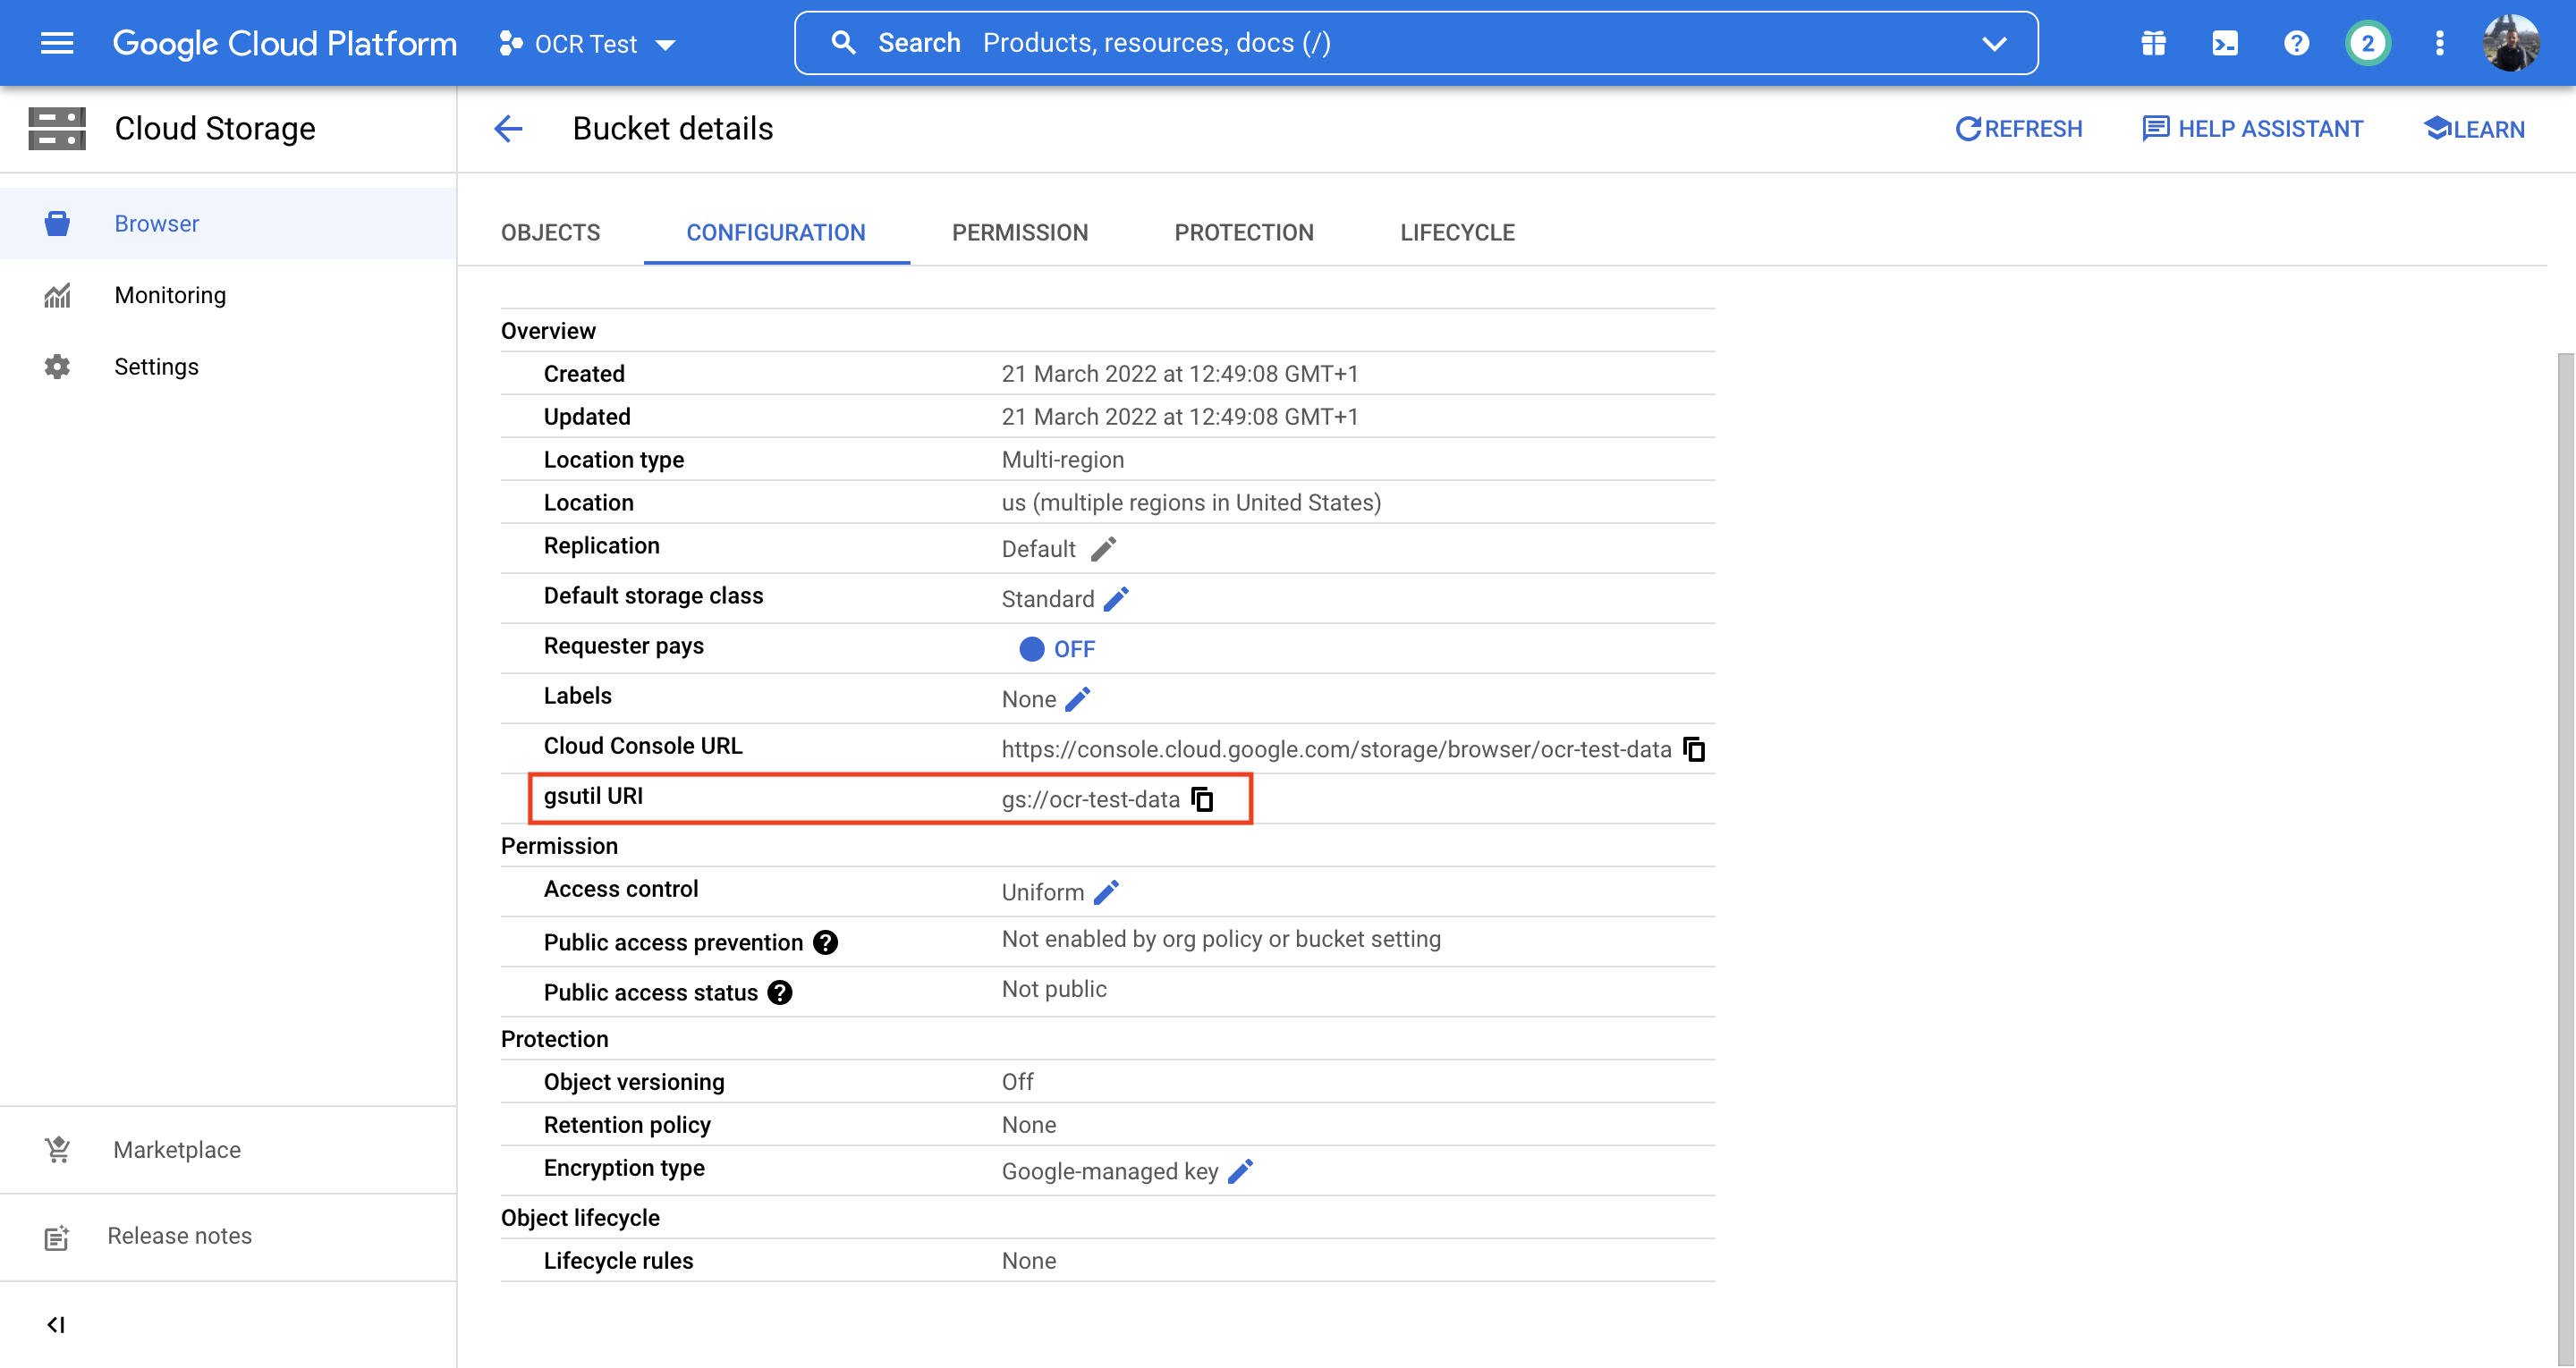 Google Cloud Platform OCR Test Search Products, resources, docs (/) 2
Cloud Storage
Bucket details REFRESH HELP ASSISTANT LEARN
Browser
Monitoring
Settings
Marketplace
Release notes
OBJECTS CONFIGURATION PERMISSION PROTECTION LIFECYCLE
Overview
Created 21 March 2022 at 12:49:08 GMT+1
Updated 21 March 2022 at 12:49:08 GMT+1
Location type Multi-region
Location us (multiple regions in United States)
Replication Default
Default storage class Standard
Requester pays OFF
Labels None
Cloud Console URL https://console.cloud.google.com/storage/browser/ocr-test-data
gsutil URI gs://ocr-test-data
Permission
Access control Uniform
Public access prevention Not enabled by org policy or bucket setting
Public access status Not public
Protection
Object versioning Off
Retention policy None
Encryption type Google-managed key
Object lifecycle
Lifecycle rules None